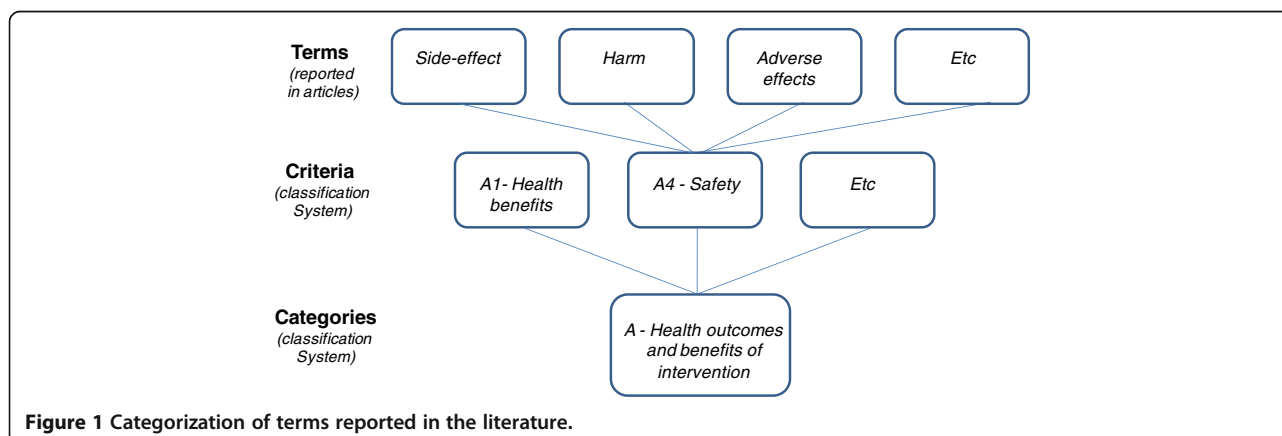 Terms
(reported
in articles)
Side-effect
Harm
Adverse
effects
Etc
Criteria
(classification
System)
A1- Health
benefits
A4 - Safety
Etc
Categories
(classification
System)
A - Health outcomes
and benefits of
intervention
Figure 1 Categorization of terms reported in the literature.